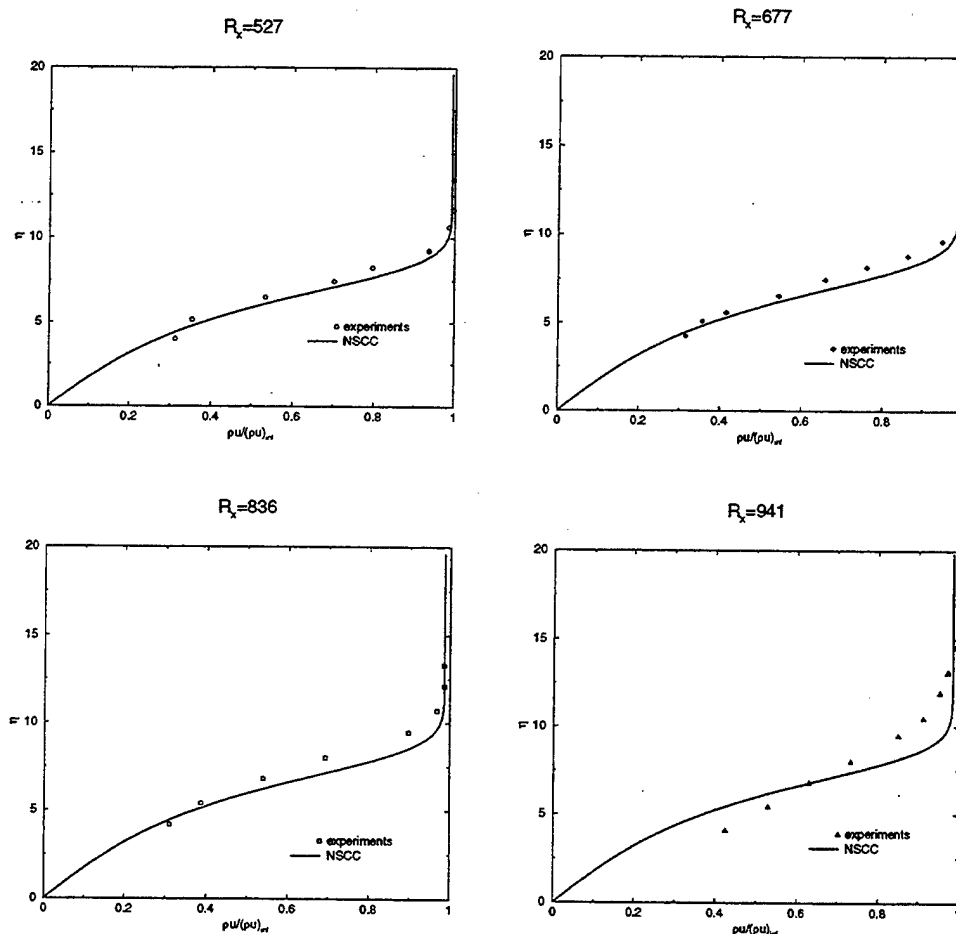 R_x=527
20
15
10
5
0
η
experiments
NSCC
0 0.2 0.4 0.6 0.8 1
ρu/(ρu)_inf
R_x=677
20
15
10
5
0
η
experiments
NSCC
0 0.2 0.4 0.6 0.8
ρu/(ρu)_inf
R_x=836
20
15
10
5
0
η
experiments
NSCC
0 0.2 0.4 0.6 0.8 1
ρu/(ρu)_inf
R_x=941
20
15
10
5
0
η
experiments
NSCC
0 0.2 0.4 0.6 0.8
ρu/(ρu)_inf